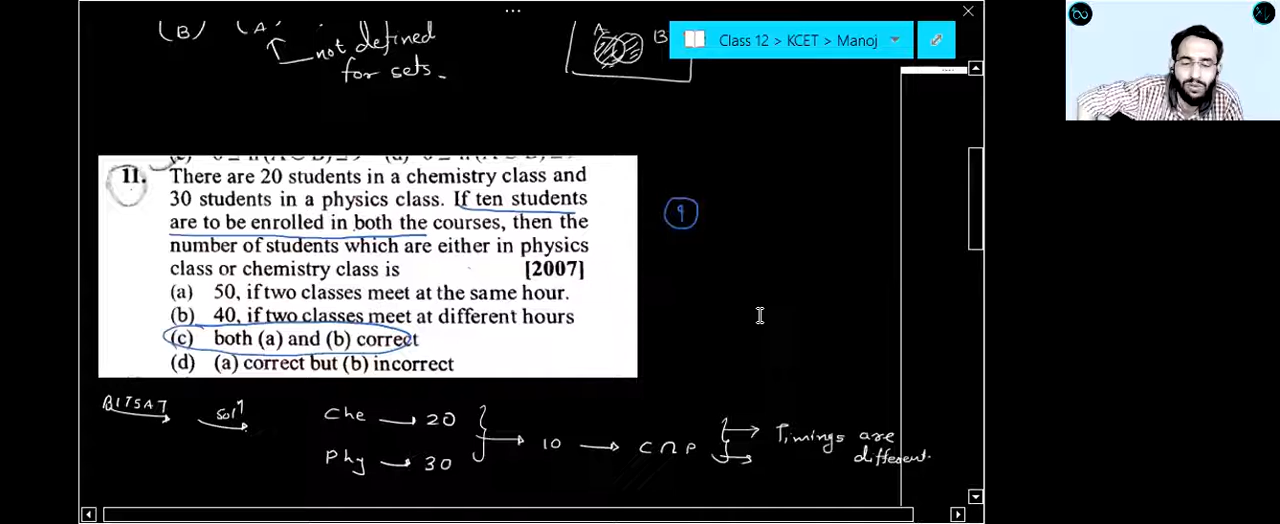 (B) (A)
not defined
for sets.
A B
Class 12 > KCET > Manoj
11. There are 20 students in a chemistry class and
30 students in a physics class. If ten students
are to be enrolled in both the courses, then the
number of students which are either in physics
class or chemistry class is [2007]
(a) 50, if two classes meet at the same hour.
(b) 40, if two classes meet at different hours
(c) both (a) and (b) correct
(d) (a) correct but (b) incorrect
9
BITSAT solⁿ
Che → 20
Phy → 30
10 → C ∩ P
Timings are
different.